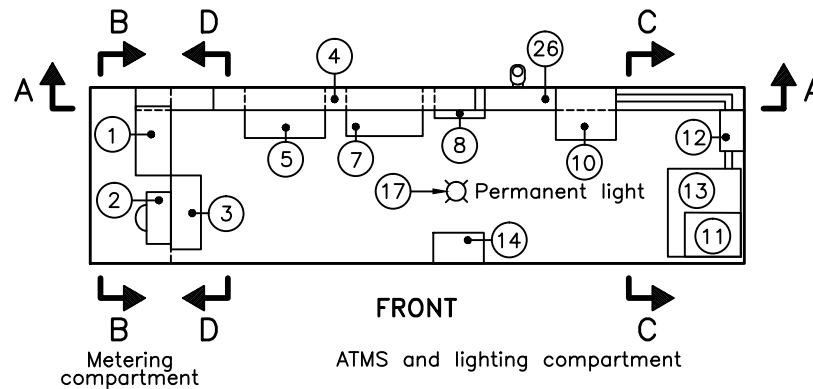 B D C
A A
4 26
1 5 7 8 10 12
17 Permanent light 13
2 3 11
14
FRONT
B D C
Metering
compartment
ATMS and lighting compartment